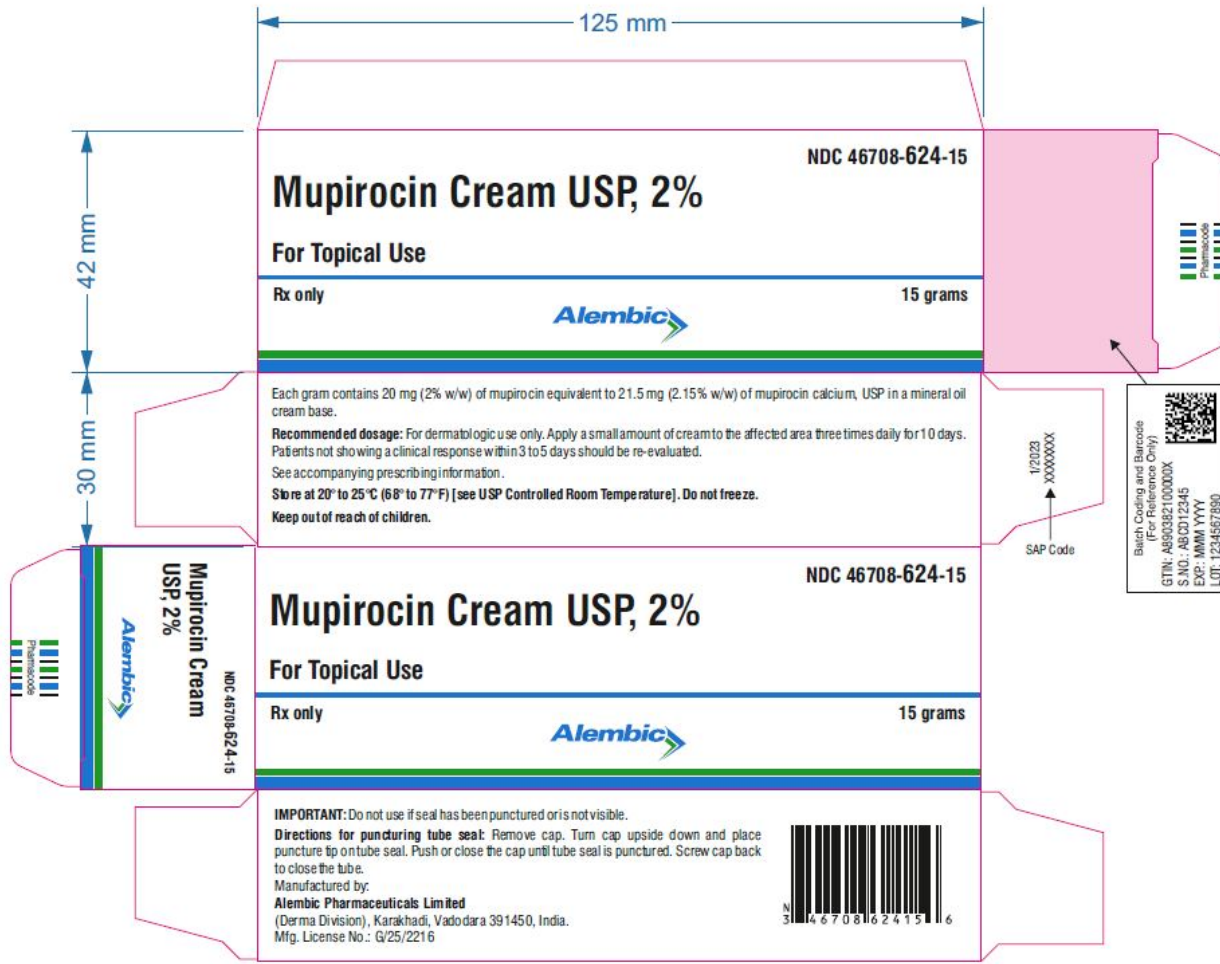 125 mm
42 mm
30 mm
NDC 46708-624-15
Mupirocin Cream USP, 2%
For Topical Use
Rx only
15 grams
Alembic
Pharmacode
Each gram contains 20 mg (2% w/w) of mupirocin equivalent to 21.5 mg (2.15% w/w) of mupirocin calcium, USP in a mineral oil
cream base.
Recommended dosage: For dermatologic use only. Apply a small amount of cream to the affected area three times daily for 10 days.
Patients not showing a clinical response within 3 to 5 days should be re-evaluated.
See accompanying prescribing information.
Store at 20° to 25°C (68° to 77°F) [see USP Controlled Room Temperature]. Do not freeze.
Keep out of reach of children.
1/2023
XXXXXXX
SAP Code
Batch Coding and Barcode
(For Reference Only)
S.NO.: ABCD12345
EXP.: MMM YYYY
LOT: 1234567890
Mupirocin Cream
USP, 2%
NDC 46708-624-15
Alembic
Pharmacode
NDC 46708-624-15
Mupirocin Cream USP, 2%
For Topical Use
Rx only
15 grams
Alembic
IMPORTANT: Do not use if seal has been punctured or is not visible.
Directions for puncturing tube seal: Remove cap. Turn cap upside down and place
puncture tip on tube seal. Push or close the cap until tube seal is punctured. Screw cap back
to close the tube.
Manufactured by:
Alembic Pharmaceuticals Limited
(Derma Division), Karakhadi, Vadodara 391450, India.
Mfg. License No.: G/25/2216
N
3 46708 62415 6